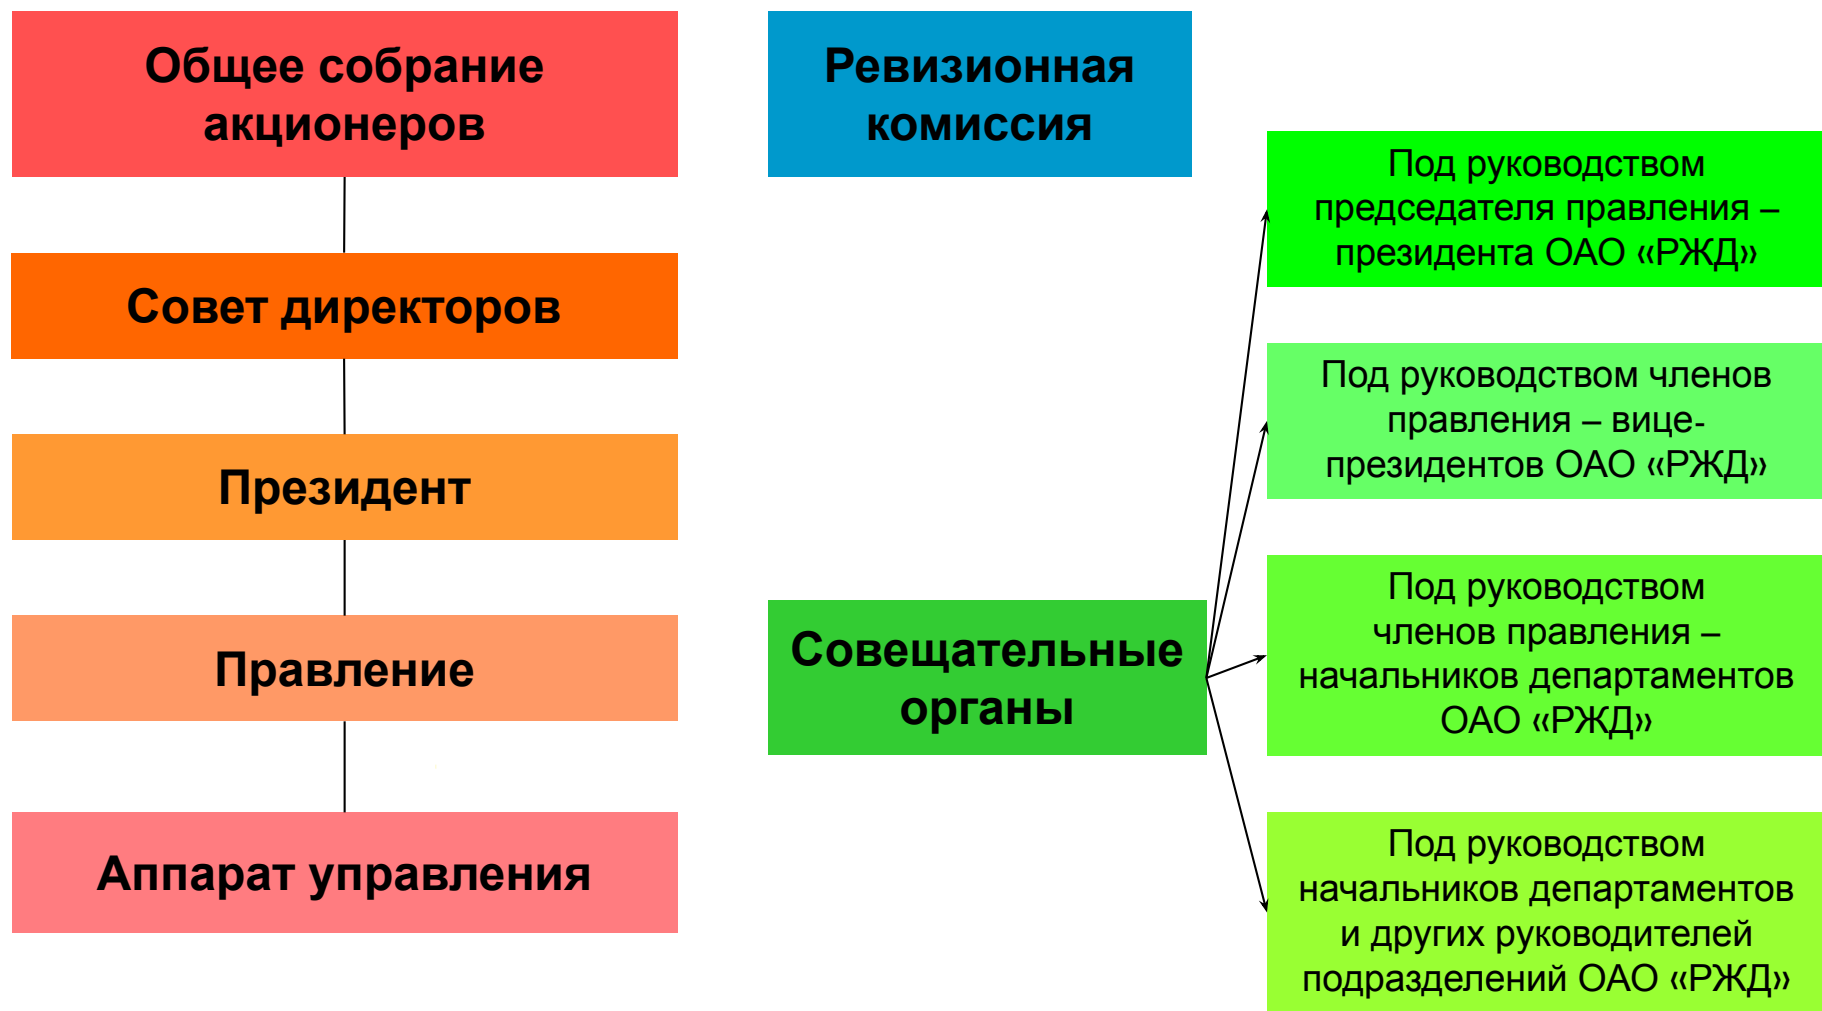 Общее собрание
акционеров
Совет директоров
Президент
Правление
Аппарат управления
Ревизионная
комиссия
Совещательные
органы
Под руководством
председателя правления –
президента ОАО «РЖД»
Под руководством членов
правления – вице-
президентов ОАО «РЖД»
Под руководством
членов правления –
начальников департаментов
ОАО «РЖД»
Под руководством
начальников департаментов
и других руководителей
подразделений ОАО «РЖД»